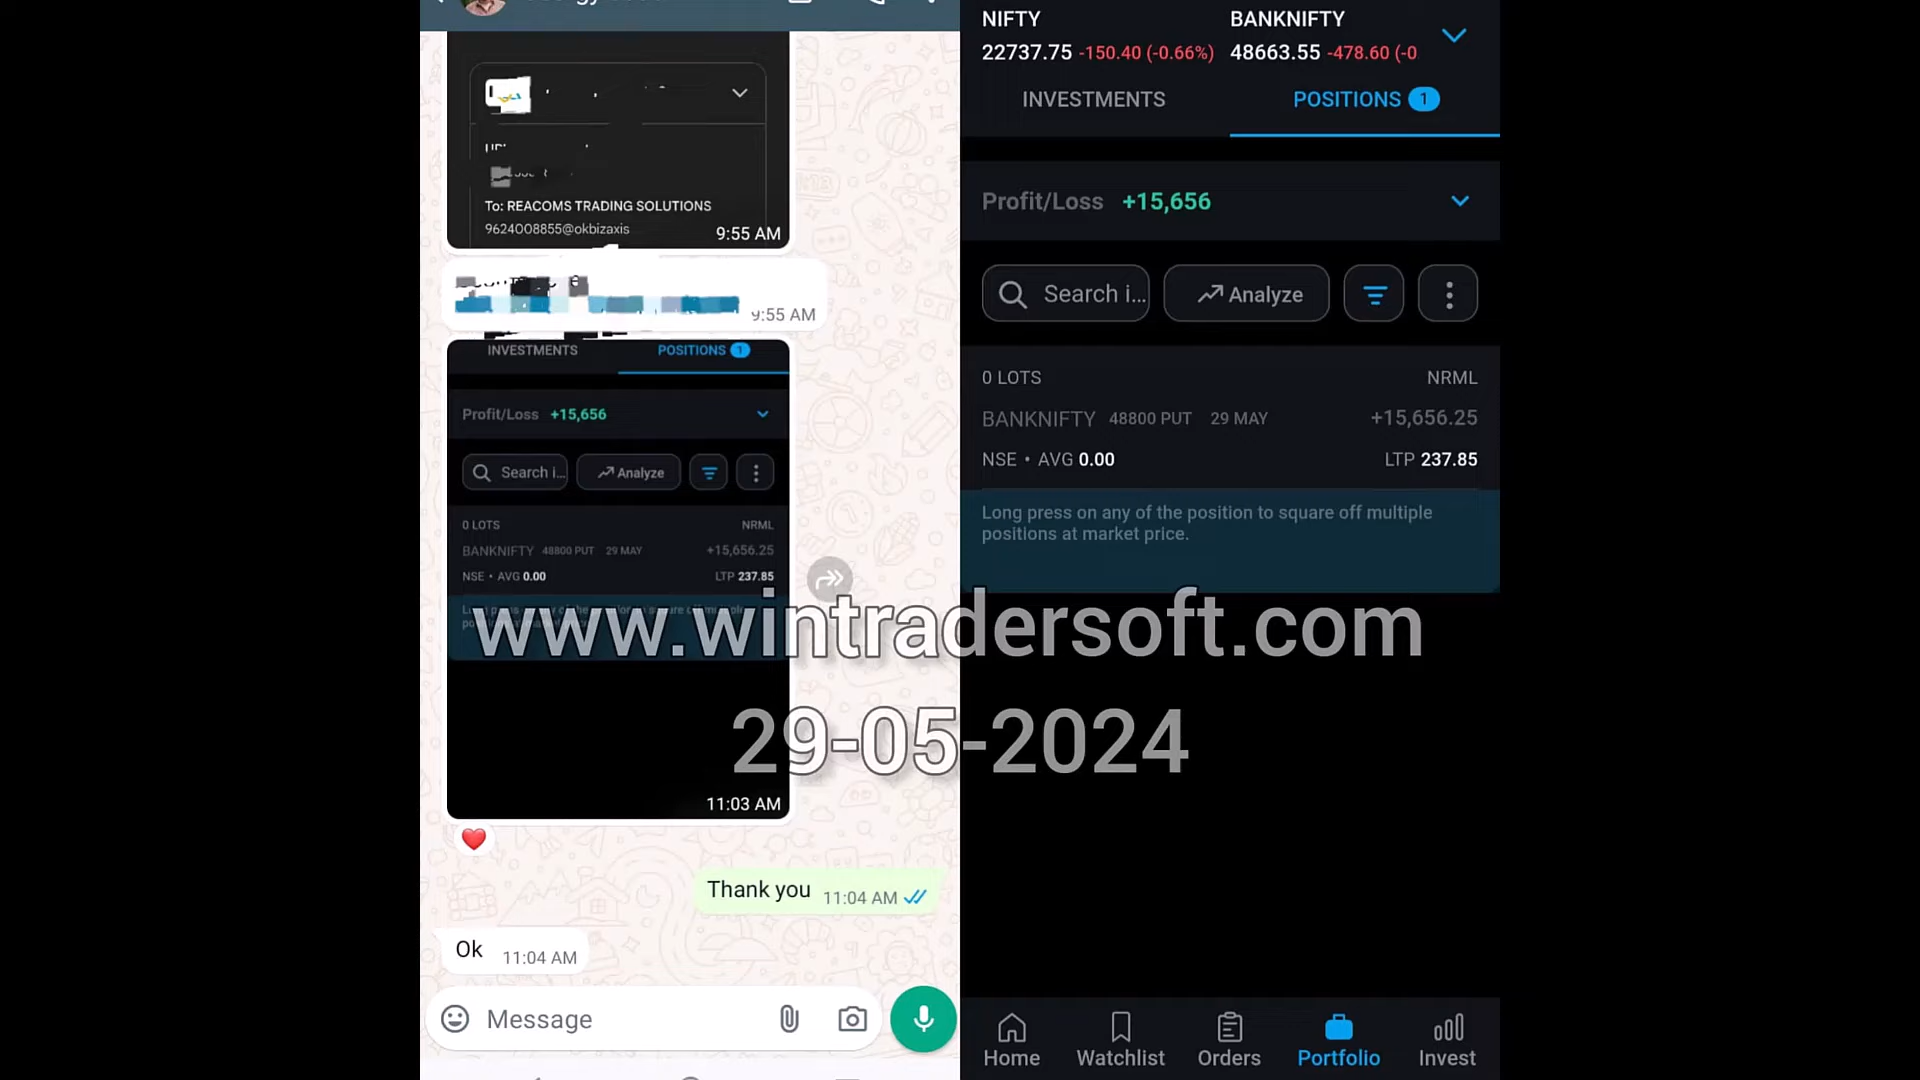 To: REACOMS TRADING SOLUTIONS
9624008855@okbizaxis
9:55 AM
9:55 AM
INVESTMENTS
POSITIONS 1
Profit/Loss +15,656
Search i...
Analyze
0 LOTS
NRML
BANKNIFTY 48800 PUT 29 MAY
+15,656.25
NSE • AVG 0.00
LTP 237.85
11:03 AM
Thank you 11:04 AM
Ok 11:04 AM
Message
NIFTY
22737.75 -150.40 (-0.66%)
BANKNIFTY
48663.55 -478.60 (-0
INVESTMENTS
POSITIONS 1
Profit/Loss +15,656
Search i...
Analyze
0 LOTS
NRML
BANKNIFTY 48800 PUT 29 MAY
+15,656.25
NSE • AVG 0.00
LTP 237.85
Long press on any of the position to square off multiple
positions at market price.
www.wintradersoft.com
29-05-2024
Home
Watchlist
Orders
Portfolio
Invest